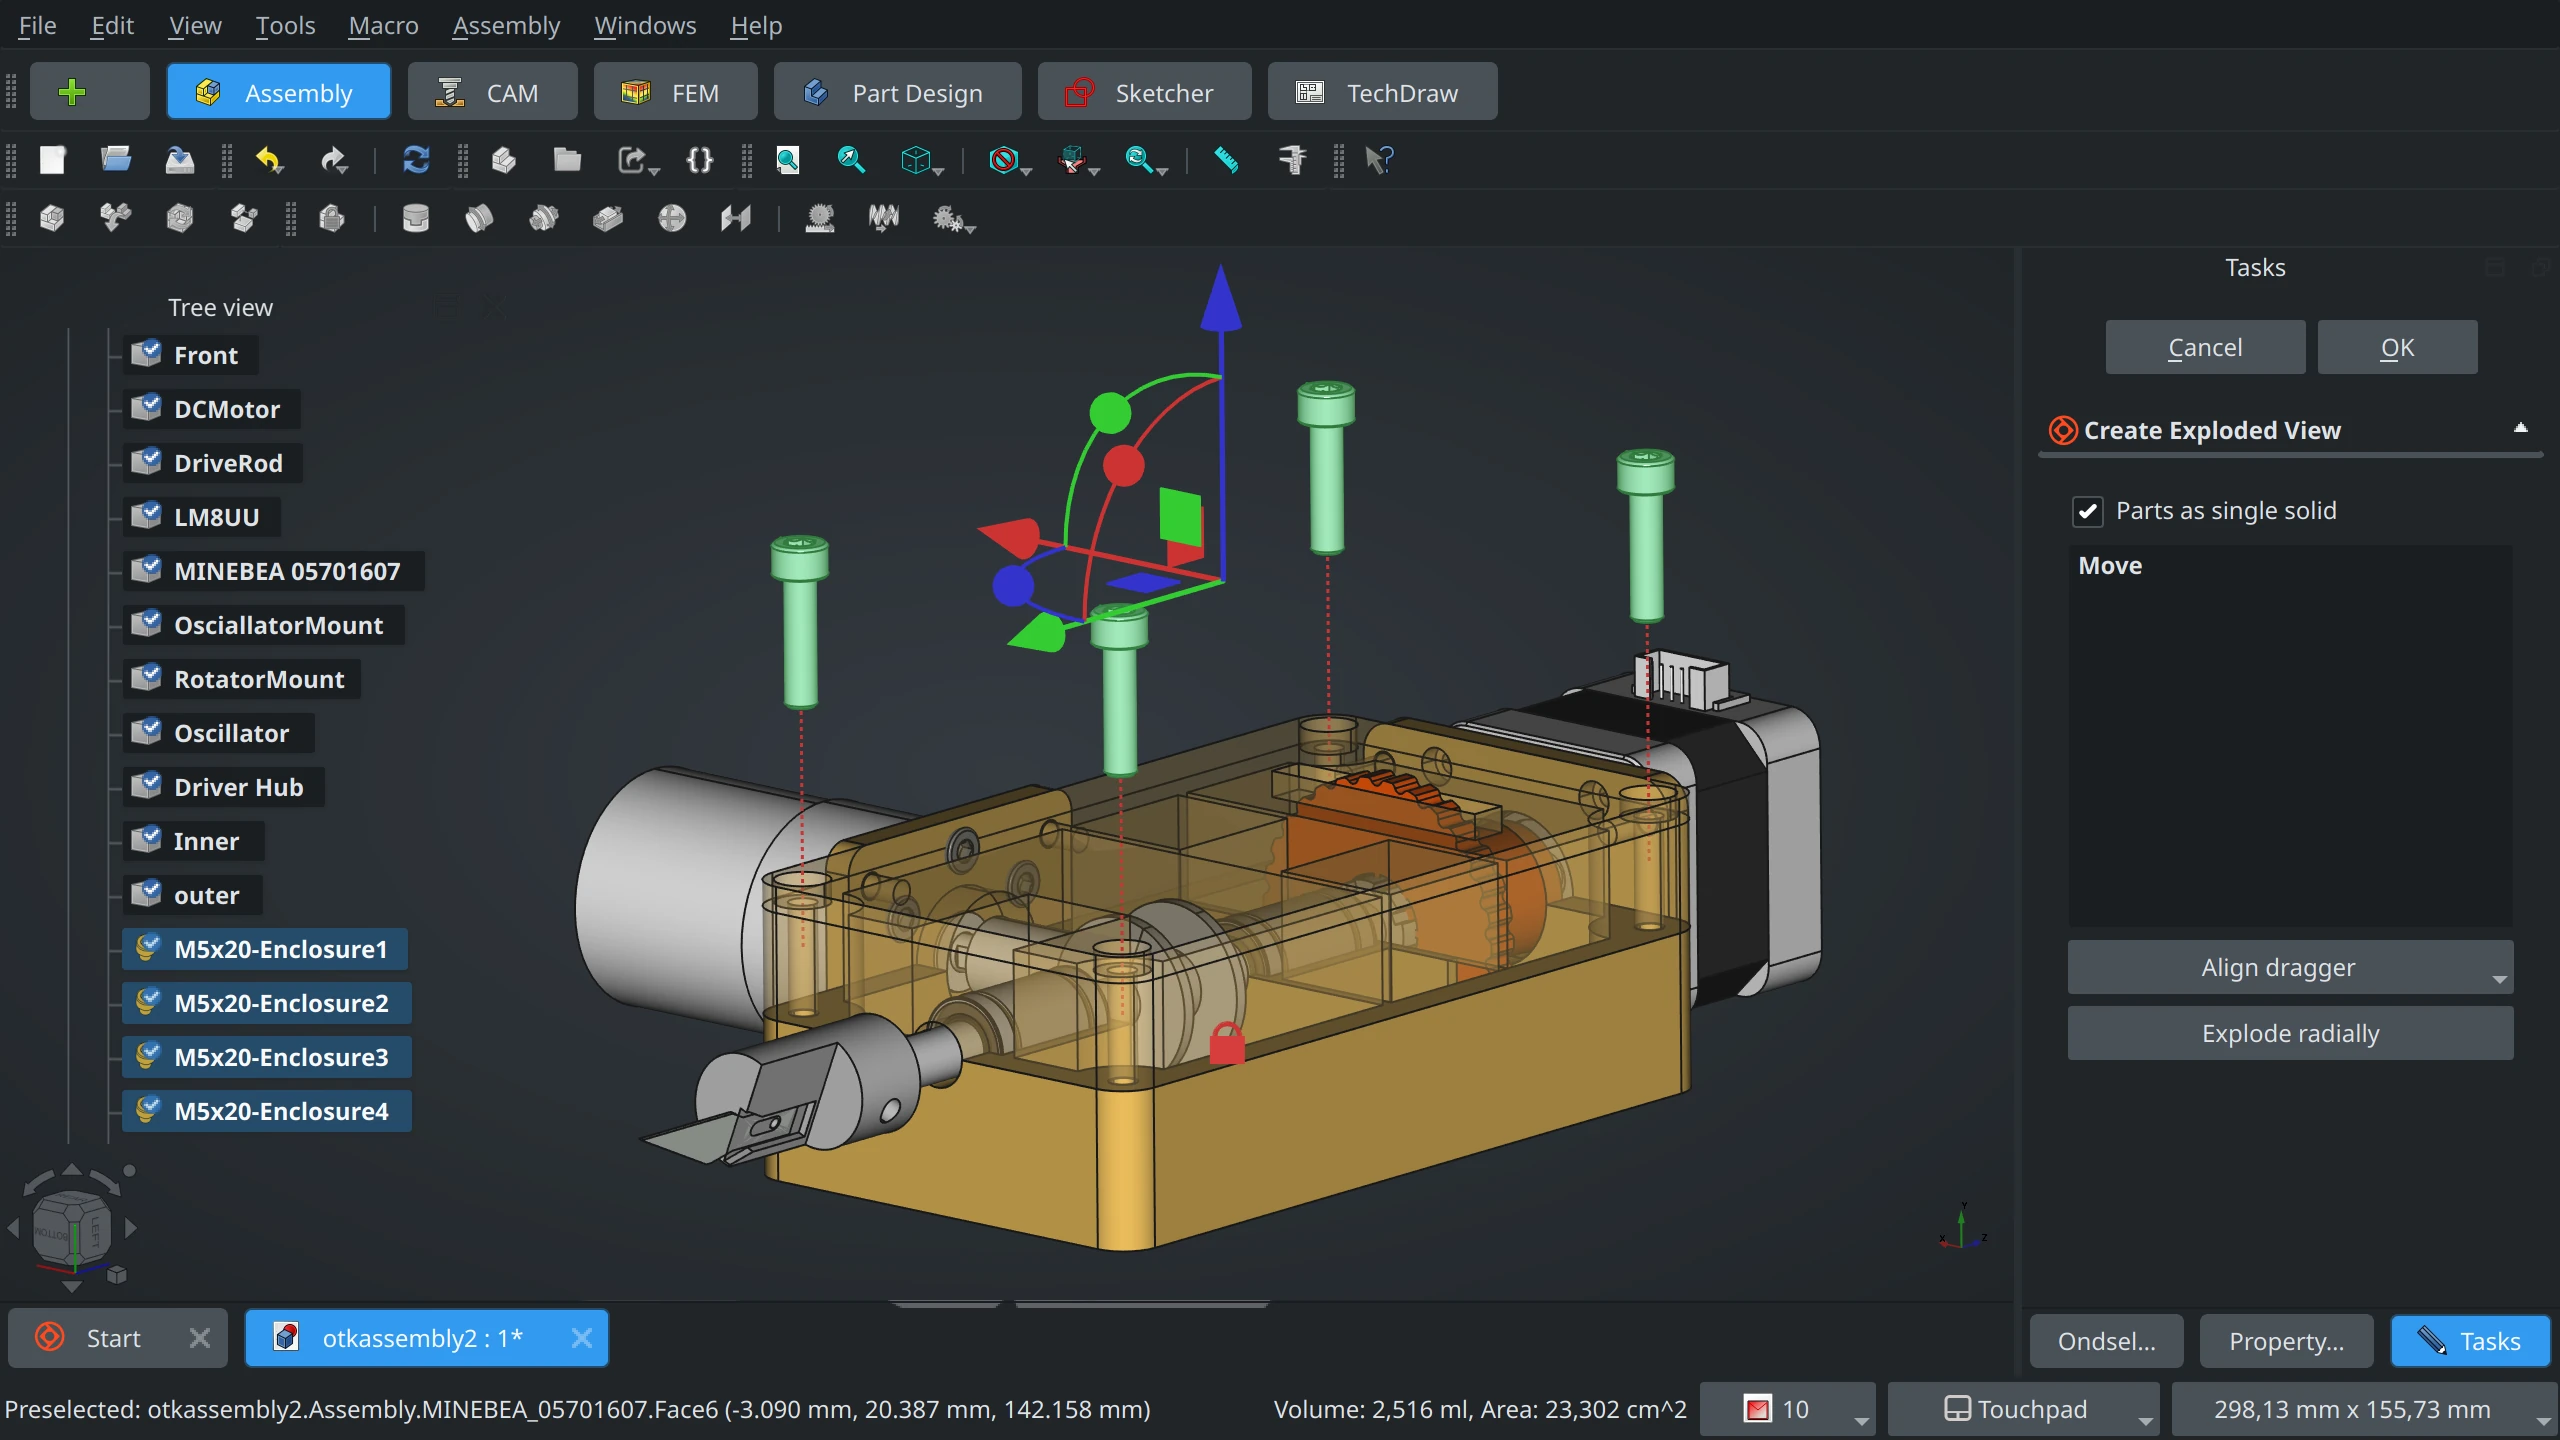 File Edit View Tools Macro Assembly Windows Help
Assembly CAM FEM Part Design Sketcher TechDraw
Tree view
Front
DCMotor
DriveRod
LM8UU
MINEBEA 05701607
OsciallatorMount
RotatorMount
Oscillator
Driver Hub
Inner
outer
M5x20-Enclosure1
M5x20-Enclosure2
M5x20-Enclosure3
M5x20-Enclosure4
BOTTOM LEFT
Y
X Z
Tasks
Cancel OK
Create Exploded View
Parts as single solid
Move
Align dragger
Explode radially
Start otkassembly2 : 1*
Ondsel... Property... Tasks
Preselected: otkassembly2.Assembly.MINEBEA_05701607.Face6 (-3.090 mm, 20.387 mm, 142.158 mm) Volume: 2,516 ml, Area: 23,302 cm^2 10 Touchpad 298,13 mm x 155,73 mm